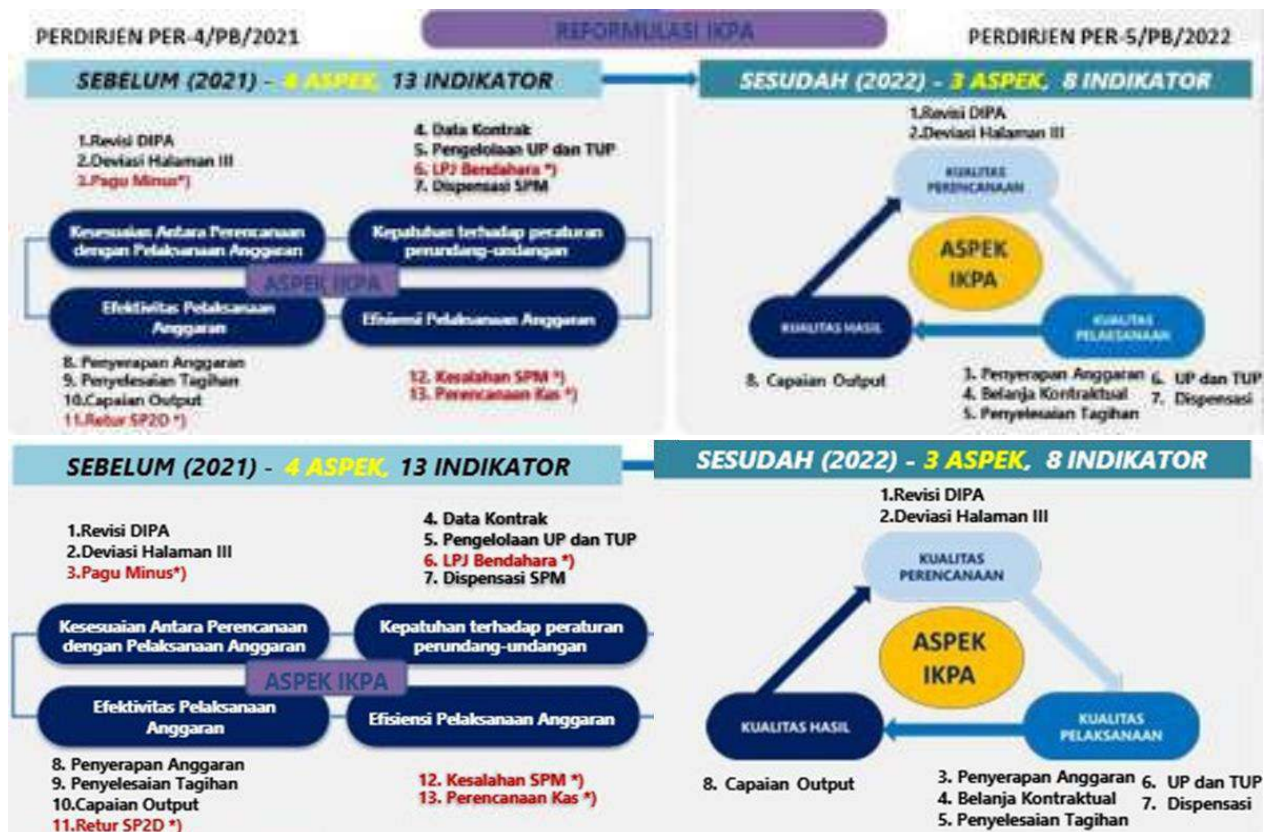 REFORMULASI IKPA
PERDIRJEN PER-4/PB/2021
PERDIRJEN PER-5/PB/2022
SEBELUM (2021) - 4 ASPEK, 13 INDIKATOR
SESUDAH (2022) - 3 ASPEK, 8 INDIKATOR
1.Revisi DIPA
2.Deviasi Halaman III
3.Pagu Minus*)
4. Data Kontrak
5. Pengelolaan UP dan TUP
6. LPJ Bendahara *)
7. Dispensasi SPM
Kesesuaian Antara Perencanaan
dengan Pelaksanaan Anggaran
Kepatuhan terhadap peraturan
perundang-undangan
ASPEK IKPA
Efektivitas Pelaksanaan
Anggaran
Efisiensi Pelaksanaan Anggaran
8. Penyerapan Anggaran
9. Penyelesaian Tagihan
10.Capaian Output
11.Retur SP2D *)
12. Kesalahan SPM *)
13. Perencanaan Kas *)
1.Revisi DIPA
2.Deviasi Halaman III
KUALITAS
PERENCANAAN
ASPEK
IKPA
KUALITAS HASIL
KUALITAS
PELAKSANAAN
8. Capaian Output
3. Penyerapan Anggaran
4. Belanja Kontraktual
5. Penyelesaian Tagihan
6. UP dan TUP
7. Dispensasi
SEBELUM (2021) - 4 ASPEK, 13 INDIKATOR
SESUDAH (2022) - 3 ASPEK, 8 INDIKATOR
1.Revisi DIPA
2.Deviasi Halaman III
3.Pagu Minus*)
4. Data Kontrak
5. Pengelolaan UP dan TUP
6. LPJ Bendahara *)
7. Dispensasi SPM
Kesesuaian Antara Perencanaan
dengan Pelaksanaan Anggaran
Kepatuhan terhadap peraturan
perundang-undangan
ASPEK IKPA
Efektivitas Pelaksanaan
Anggaran
Efisiensi Pelaksanaan Anggaran
8. Penyerapan Anggaran
9. Penyelesaian Tagihan
10.Capaian Output
11.Retur SP2D *)
12. Kesalahan SPM *)
13. Perencanaan Kas *)
1.Revisi DIPA
2.Deviasi Halaman III
KUALITAS
PERENCANAAN
ASPEK
IKPA
KUALITAS HASIL
KUALITAS
PELAKSANAAN
8. Capaian Output
3. Penyerapan Anggaran
4. Belanja Kontraktual
5. Penyelesaian Tagihan
6. UP dan TUP
7. Dispensasi